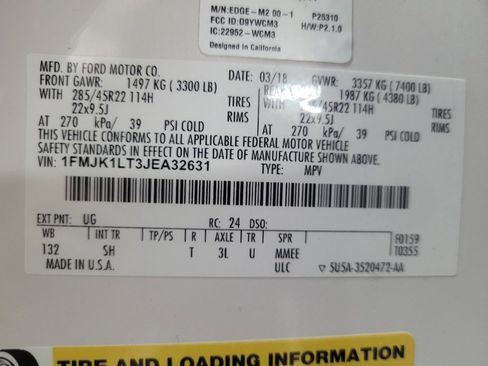 M/N:EDGE-M2 00-1 P25310
FCC ID:D9YWCM3 H/W:P2.1.0
IC:22952-WCM3
Designed in California
MFD. BY FORD MOTOR CO.
DATE: 03/18 GVWR: 3357 KG (7400 LB)
FRONT GAWR: 1497 KG (3300 LB) 1987 KG (4380 LB)
WITH 285/45R22 114H TIRES /45R22 114H TIRES
22x9.5J RIMS 22x9.5J RIMS
AT 270 kPa/ 39 PSI COLD AT 270 kPa/ 39 PSI COLD
THIS VEHICLE CONFORMS TO ALL APPLICABLE FEDERAL MOTOR VEHICLE
SAFETY STANDARDS IN EFFECT ON THE DATE OF MANUFACTURE SHOWN ABOVE.
VIN: 1FMJK1LT3JEA32631 TYPE: MPV
EXT PNT: UG RC: 24 DSO:
WB INT TR TP/PS R AXLE TR SPR F0159
132 SH T 3L U MMEE T0355
MADE IN U.S.A. ULC ▽ SU5A-3520472-AA
TIRE AND LOADING INFORMATION